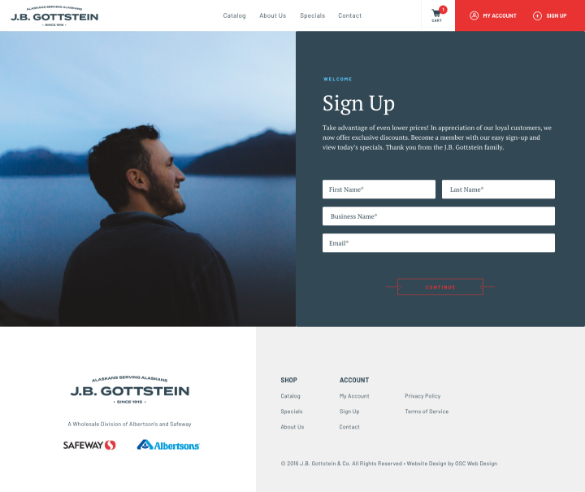 ALASKANS SERVING ALASKANS
J.B. GOTTSTEIN
SINCE 1915
Catalog
About Us
Specials
Contact
1
CART
MY ACCOUNT
SIGN UP
WELCOME
Sign Up
Take advantage of even lower prices! In appreciation of our loyal customers, we
now offer exclusive discounts. Become a member with our easy sign-up and
view today's specials. Thank you from the J.B. Gottstein family.
First Name*
Last Name*
Business Name*
Email*
CONTINUE
ALASKANS SERVING ALASKANS
J.B. GOTTSTEIN
- SINCE 1915 -
A Wholesale Division of Albertson's and Safeway
SAFEWAY
Albertsons
SHOP
Catalog
Specials
About Us
ACCOUNT
My Account
Sign Up
Contact
Privacy Policy
Terms of Service
© 2018 J.B. Gottstein & Co. All Rights Reserved • Website Design by GSC Web Design